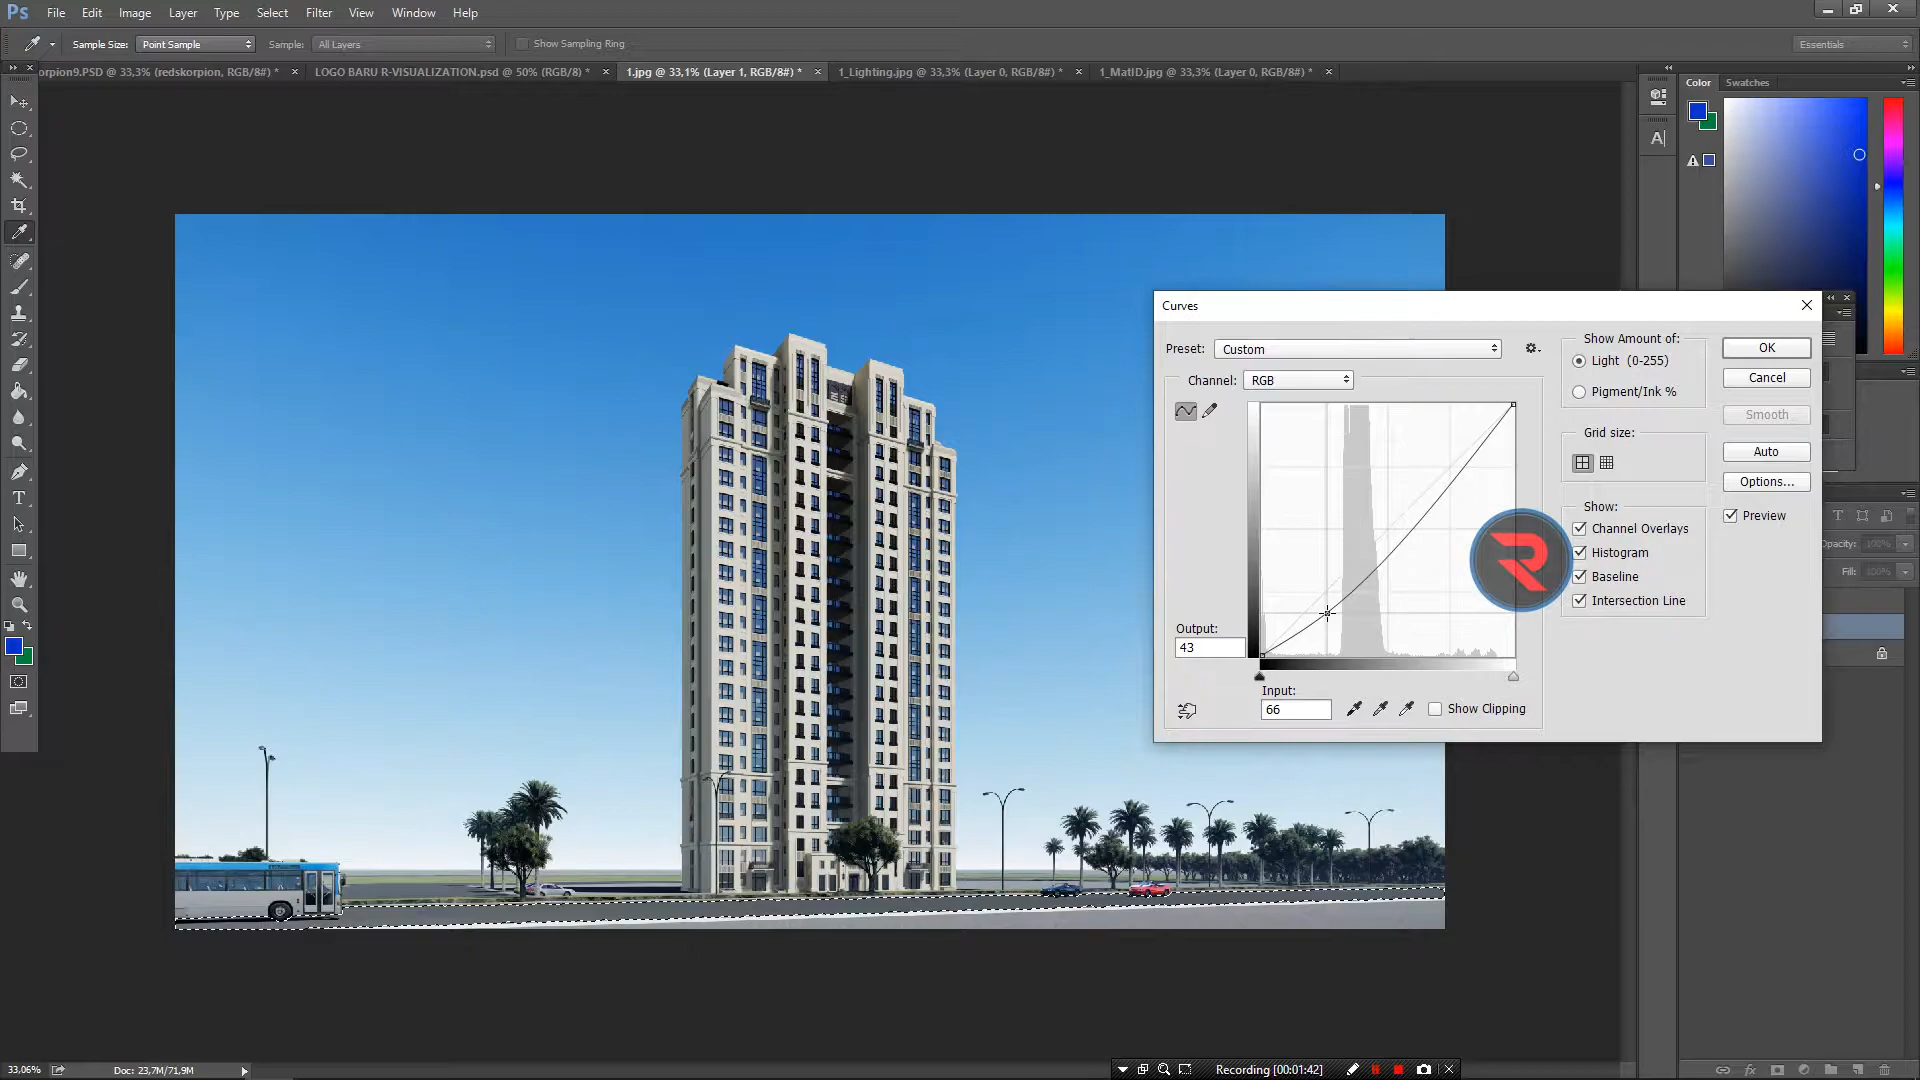 Ps File Edit Image Layer Type Select Filter View Window Help
Sample Size: Point Sample Sample: All Layers Show Sampling Ring Essentials
orpion9.PSD @ 33,3% (redskorpion, RGB/8#) * LOGO BARU R-VISUALIZATION.psd @ 50% (RGB/8) * 1.jpg @ 33,1% (Layer 1, RGB/8#) * 1_Lighting.jpg @ 33,3% (Layer 0, RGB/8#) * 1_MatID.jpg @ 33,3% (Layer 0, RGB/8#) *
Color Swatches
Curves
Preset: Custom
Channel: RGB
Output:
43
Input:
66
Show Clipping
Show Amount of:
Light (0-255)
Pigment/Ink %
Grid size:
Show:
Channel Overlays
Histogram
Baseline
Intersection Line
OK
Cancel
Smooth
Auto
Options...
Preview
Opacity: 100%
Fill: 100%
33,06% Doc: 23,7M/71,9M
Recording [00:01:42]